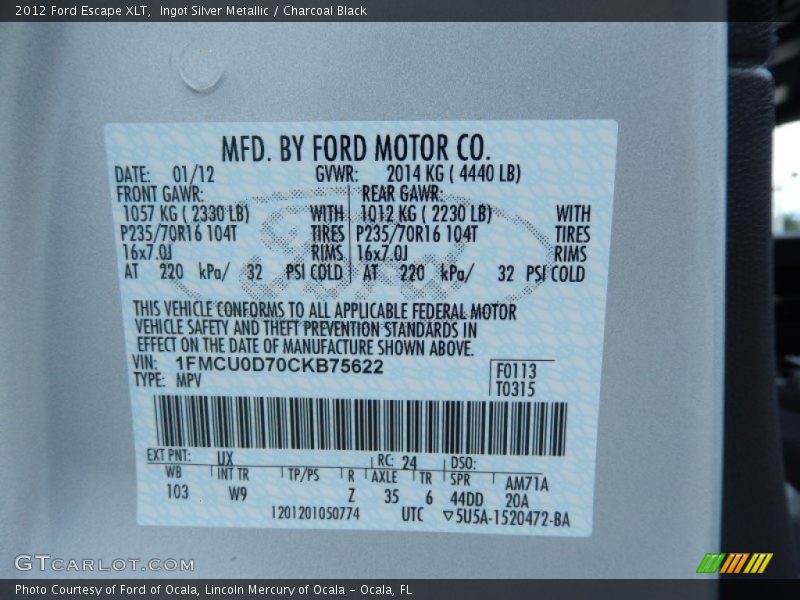 2012 Ford Escape XLT,  Ingot Silver Metallic / Charcoal Black
MFD. BY FORD MOTOR CO.
DATE: 01/12 GVWR: 2014 KG ( 4440 LB)
FRONT GAWR: REAR GAWR:
1057 KG ( 2330 LB) WITH 1012 KG ( 2230 LB) WITH
P235/70R16 104T TIRES P235/70R16 104T TIRES
16x7.0J RIMS 16x7.0J RIMS
AT 220 kPa/ 32 PSI COLD AT 220 kPa/ 32 PSI COLD
THIS VEHICLE CONFORMS TO ALL APPLICABLE FEDERAL MOTOR
VEHICLE SAFETY AND THEFT PREVENTION STANDARDS IN
EFFECT ON THE DATE OF MANUFACTURE SHOWN ABOVE.
VIN: 1FMCU0D70CKB75622
F0113
TYPE: MPV
T0315
EXT PNT: UX RC: 24 DSO:
WB INT TR TP/PS R AXLE TR SPR AM71A
103 W9 Z 35 6 44DD 20A
1201201050774 UTC ▽5U5A-1520472-BA
GTCARLOT.COM
Photo Courtesy of Ford of Ocala, Lincoln Mercury of Ocala – Ocala, FL